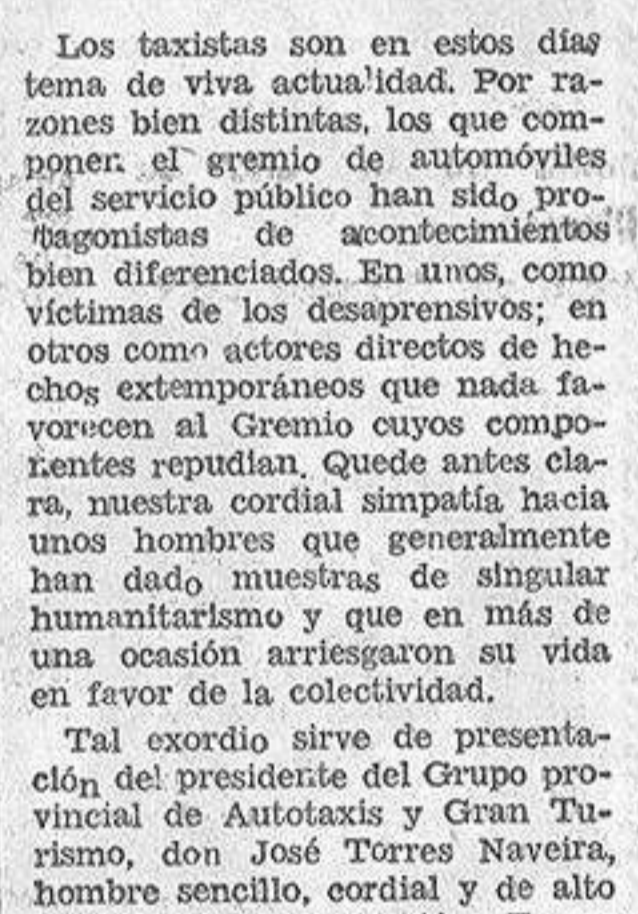 Los taxistas son en estos días
tema de viva actualidad. Por ra-
zones bien distintas, los que com-
ponen el gremio de automóviles
del servicio público han sido pro-
tagonistas de acontecimientos
bien diferenciados. En unos, como
víctimas de los desaprensivos; en
otros como actores directos de he-
chos extemporáneos que nada fa-
vorecen al Gremio cuyos compo-
nentes repudian. Quede antes cla-
ra, nuestra cordial simpatía hacia
unos hombres que generalmente
han dado muestras de singular
humanitarismo y que en más de
una ocasión arriesgaron su vida
en favor de la colectividad.
Tal exordio sirve de presenta-
ción del presidente del Grupo pro-
vincial de Autotaxis y Gran Tu-
rismo, don José Torres Naveira,
hombre sencillo, cordial y de alto